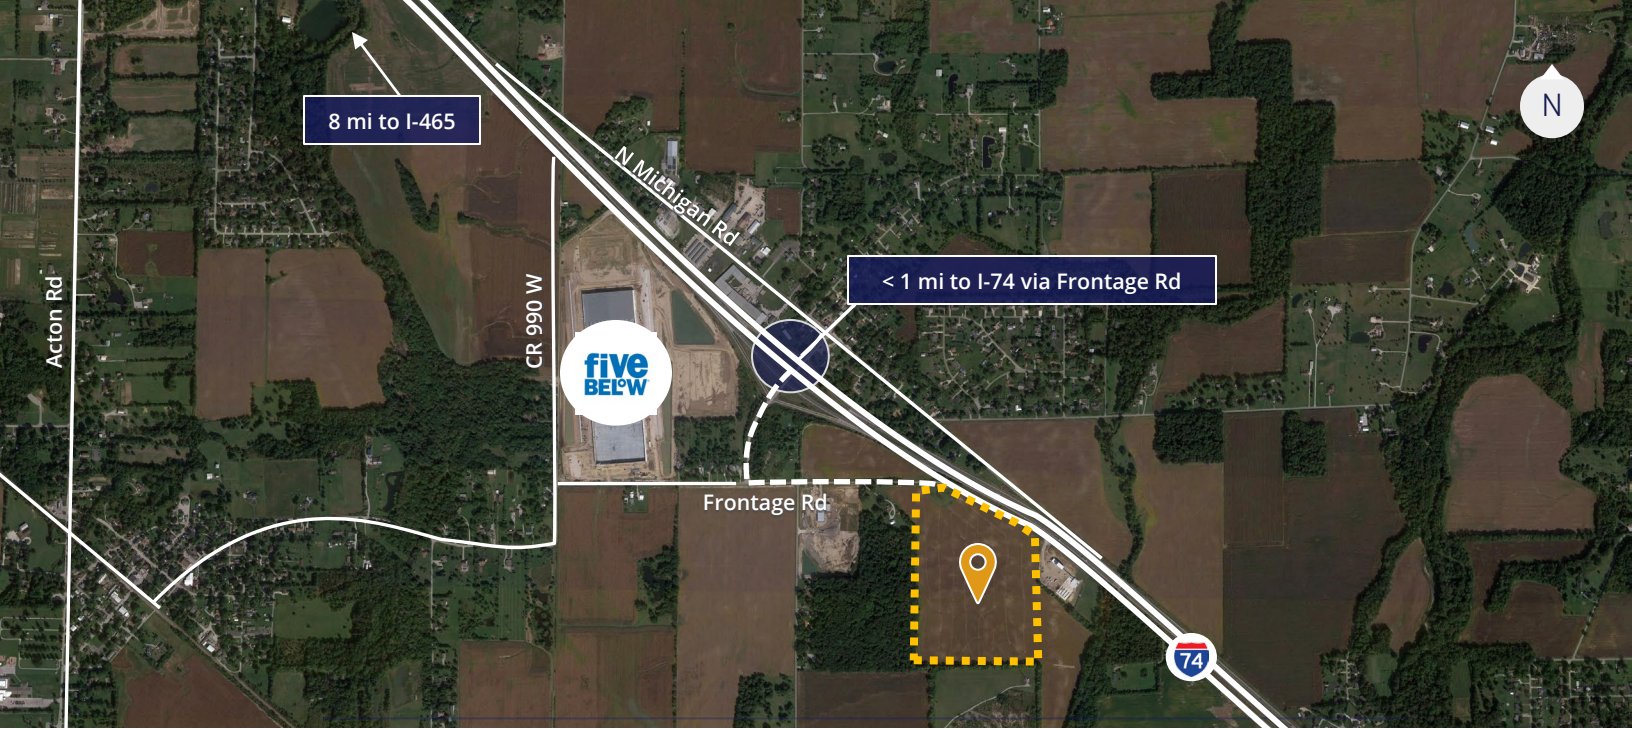 8 mi to I-465
N
N Michigan Rd
< 1 mi to I-74 via Frontage Rd
Acton Rd
CR 990 W
five
BELOW
Frontage Rd
74